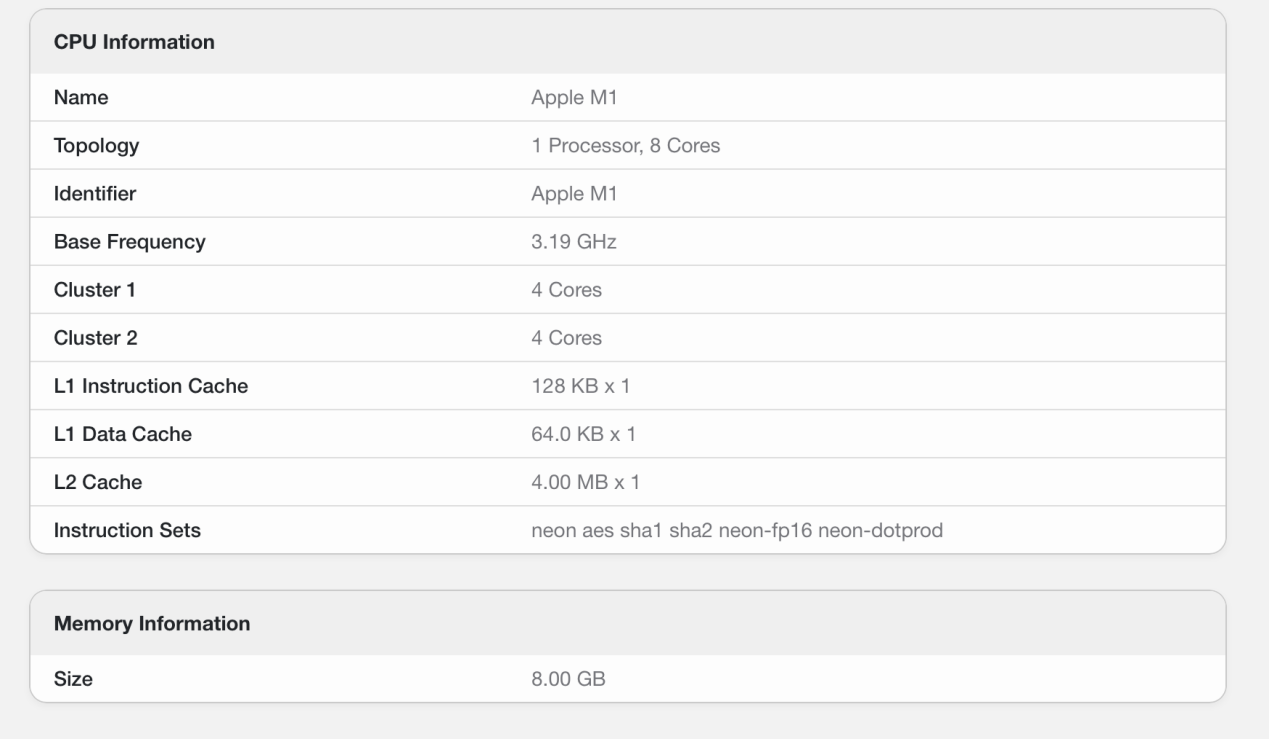 CPU Information
Name Apple M1
Topology 1 Processor, 8 Cores
Identifier Apple M1
Base Frequency 3.19 GHz
Cluster 1 4 Cores
Cluster 2 4 Cores
L1 Instruction Cache 128 KB x 1
L1 Data Cache 64.0 KB x 1
L2 Cache 4.00 MB x 1
Instruction Sets neon aes sha1 sha2 neon-fp16 neon-dotprod
Memory Information
Size 8.00 GB